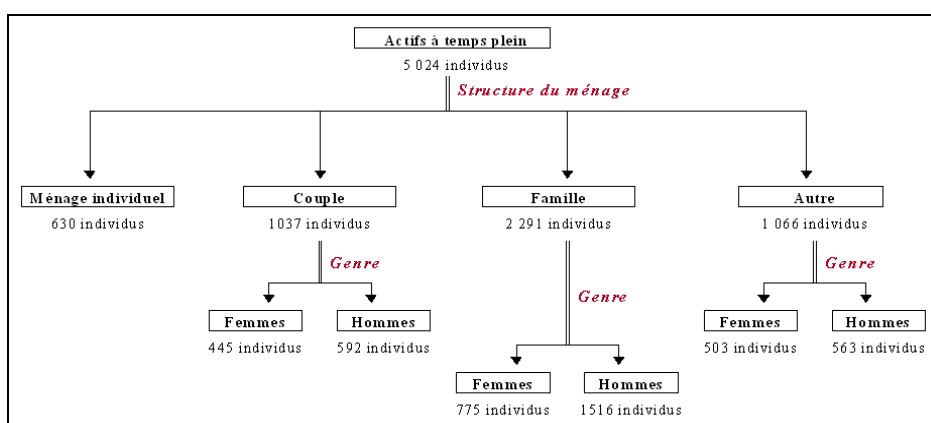 Actifs à temps plein
5 024 individus
Structure du ménage
Ménage individuel
630 individus
Couple
1037 individus
Famille
2 291 individus
Autre
1 066 individus
Genre
Genre
Genre
Femmes
445 individus
Hommes
592 individus
Femmes
503 individus
Hommes
563 individus
Femmes
775 individus
Hommes
1516 individus